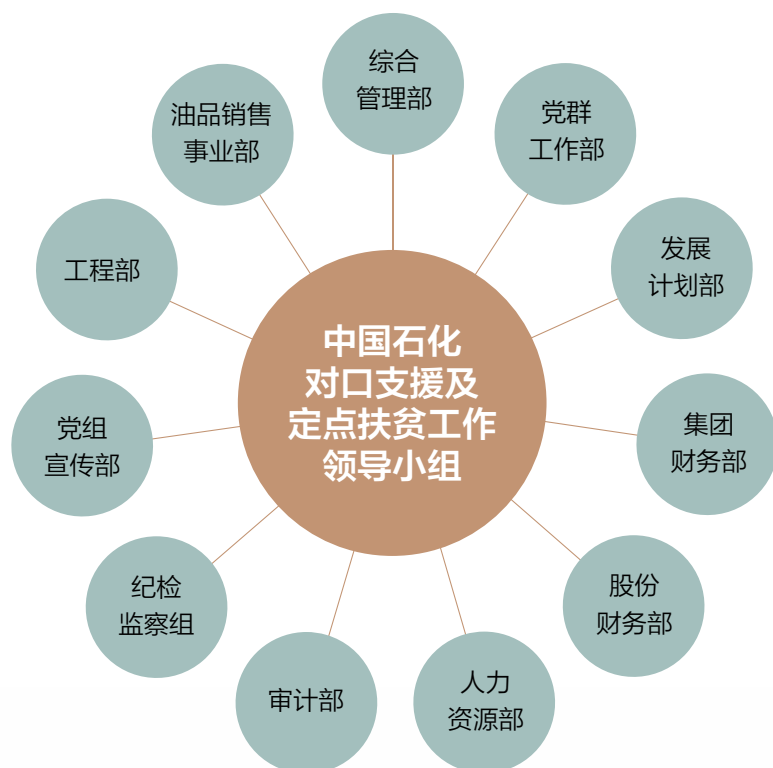 综合
管理部
党群
工作部
发展
计划部
集团
财务部
股份
财务部
人力
资源部
审计部
纪检
监察组
党组
宣传部
工程部
油品销售
事业部
中国石化
对口支援及
定点扶贫工作
领导小组